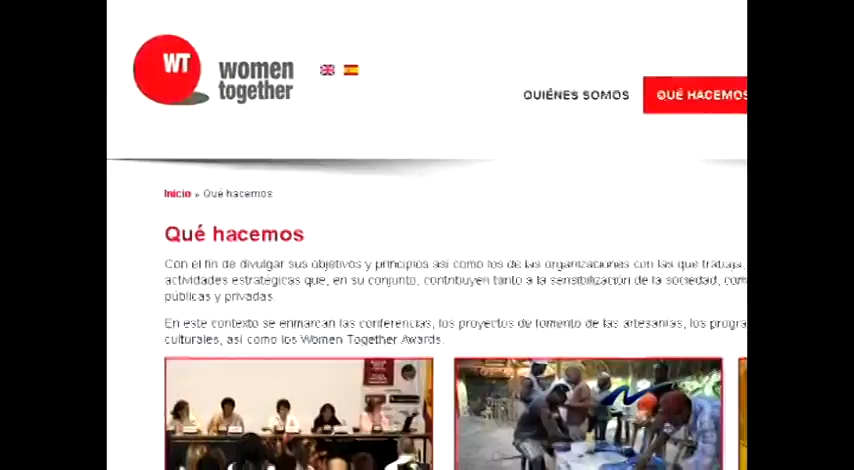 WT
women
together
QUIÉNES SOMOS
QUÉ HACEMOS
Inicio » Qué hacemos
Qué hacemos
Con el fin de divulgar sus objetivos y principios así como los de las organizaciones con las que trabaja,
actividades estratégicas que, en su conjunto, contribuyen tanto a la sensibilización de la sociedad, com
públicas y privadas.
En este contexto se enmarcan las conferencias, los proyectos de fomento de las artesanías, los progra
culturales, así como los Women Together Awards.